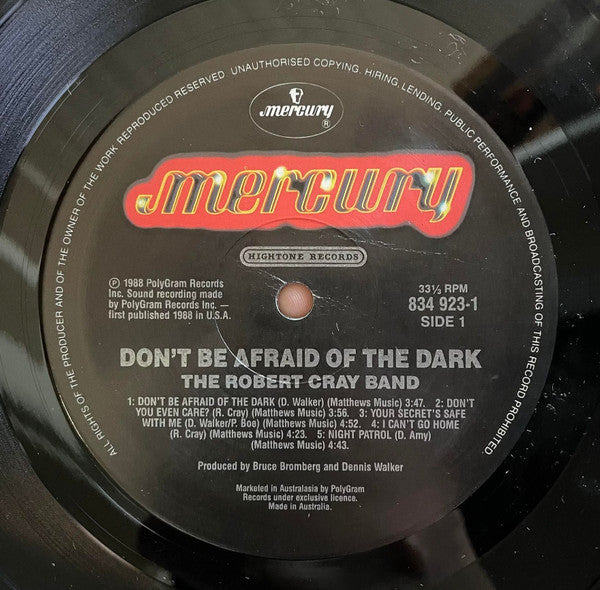 ALL RIGHTS OF THE PRODUCER AND OF THE OWNER OF THE WORK REPRODUCED RESERVED. UNAUTHORISED COPYING, HIRING, LENDING, PUBLIC PERFORMANCE AND BROADCASTING OF THIS RECORD PROHIBITED
mercury
®
mercury
HIGHTONE RECORDS
Ⓟ 1988 PolyGram Records
Inc. Sound recording made
by PolyGram Records Inc. —
first published 1988 in U.S.A.
33⅓ RPM
834 923-1
SIDE 1
DON'T BE AFRAID OF THE DARK
THE ROBERT CRAY BAND
1: DON'T BE AFRAID OF THE DARK (D. Walker) (Matthews Music) 3:47. 2: DON'T
YOU EVEN CARE? (R. Cray) (Matthews Music) 3:56. 3: YOUR SECRET'S SAFE
WITH ME (D. Walker/P. Boe) (Matthews Music) 4:52. 4: I CAN'T GO HOME
(R. Cray) (Matthews Music) 4:23. 5: NIGHT PATROL (D. Amy)
(Matthews Music) 4:43.
Produced by Bruce Bromberg and Dennis Walker
Marketed in Australasia by PolyGram
Records under exclusive licence.
Made in Australia.